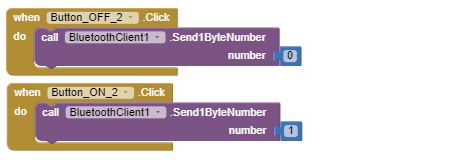 when Button_OFF_2 .Click
do call BluetoothClient1 .Send1ByteNumber
number 0
when Button_ON_2 .Click
do call BluetoothClient1 .Send1ByteNumber
number 1